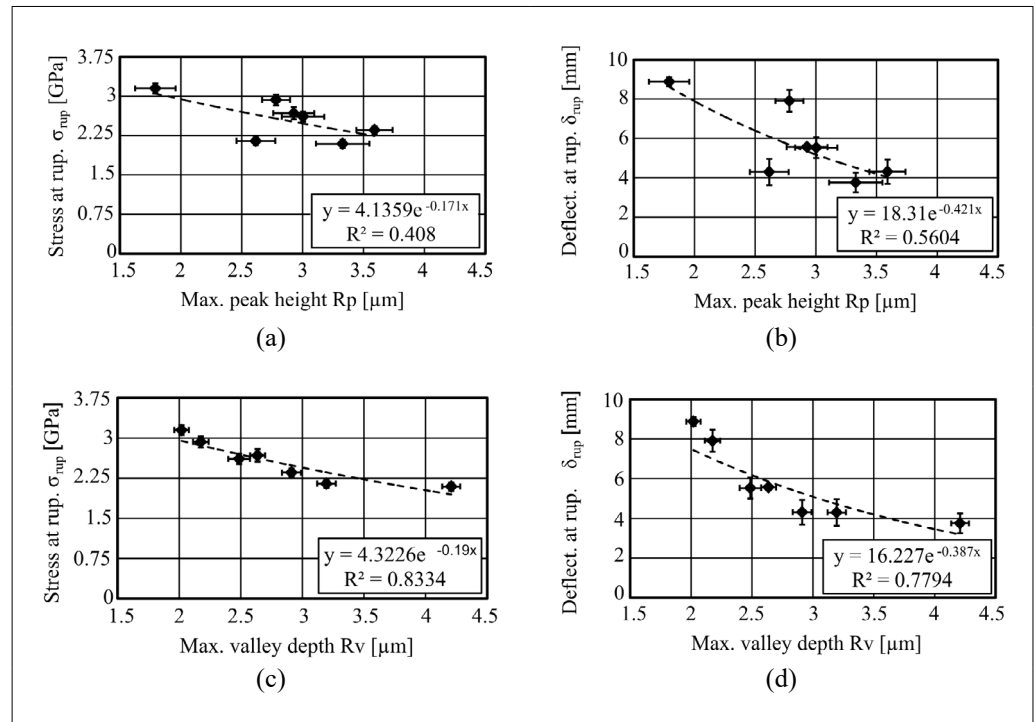 3.75
3
2.25
1.5
0.75
0
Stress at rup. σrup [GPa]
y = 4.1359e-0.171x
R² = 0.408
1.5 2 2.5 3 3.5 4 4.5
Max. peak height Rp [µm]
(a)
10
8
6
4
2
0
Deflect. at rup. δrup [mm]
y = 18.31e-0.421x
R² = 0.5604
1.5 2 2.5 3.0 3.5 4 4.5
Max. peak height Rp [µm]
(b)
3.75
3
2.25
1.5
0.75
0
Stress at rup. σrup [GPa]
y = 4.3226e -0.19x
R² = 0.8334
1.5 2 2.5 3 3.5 4 4.5
Max. valley depth Rv [µm]
(c)
10
8
6
4
2
0
Deflect. at rup. δrup [mm]
y = 16.227e-0.387x
R² = 0.7794
1.5 2 2.5 3 3.5 4 4.5
Max. valley depth Rv [µm]
(d)